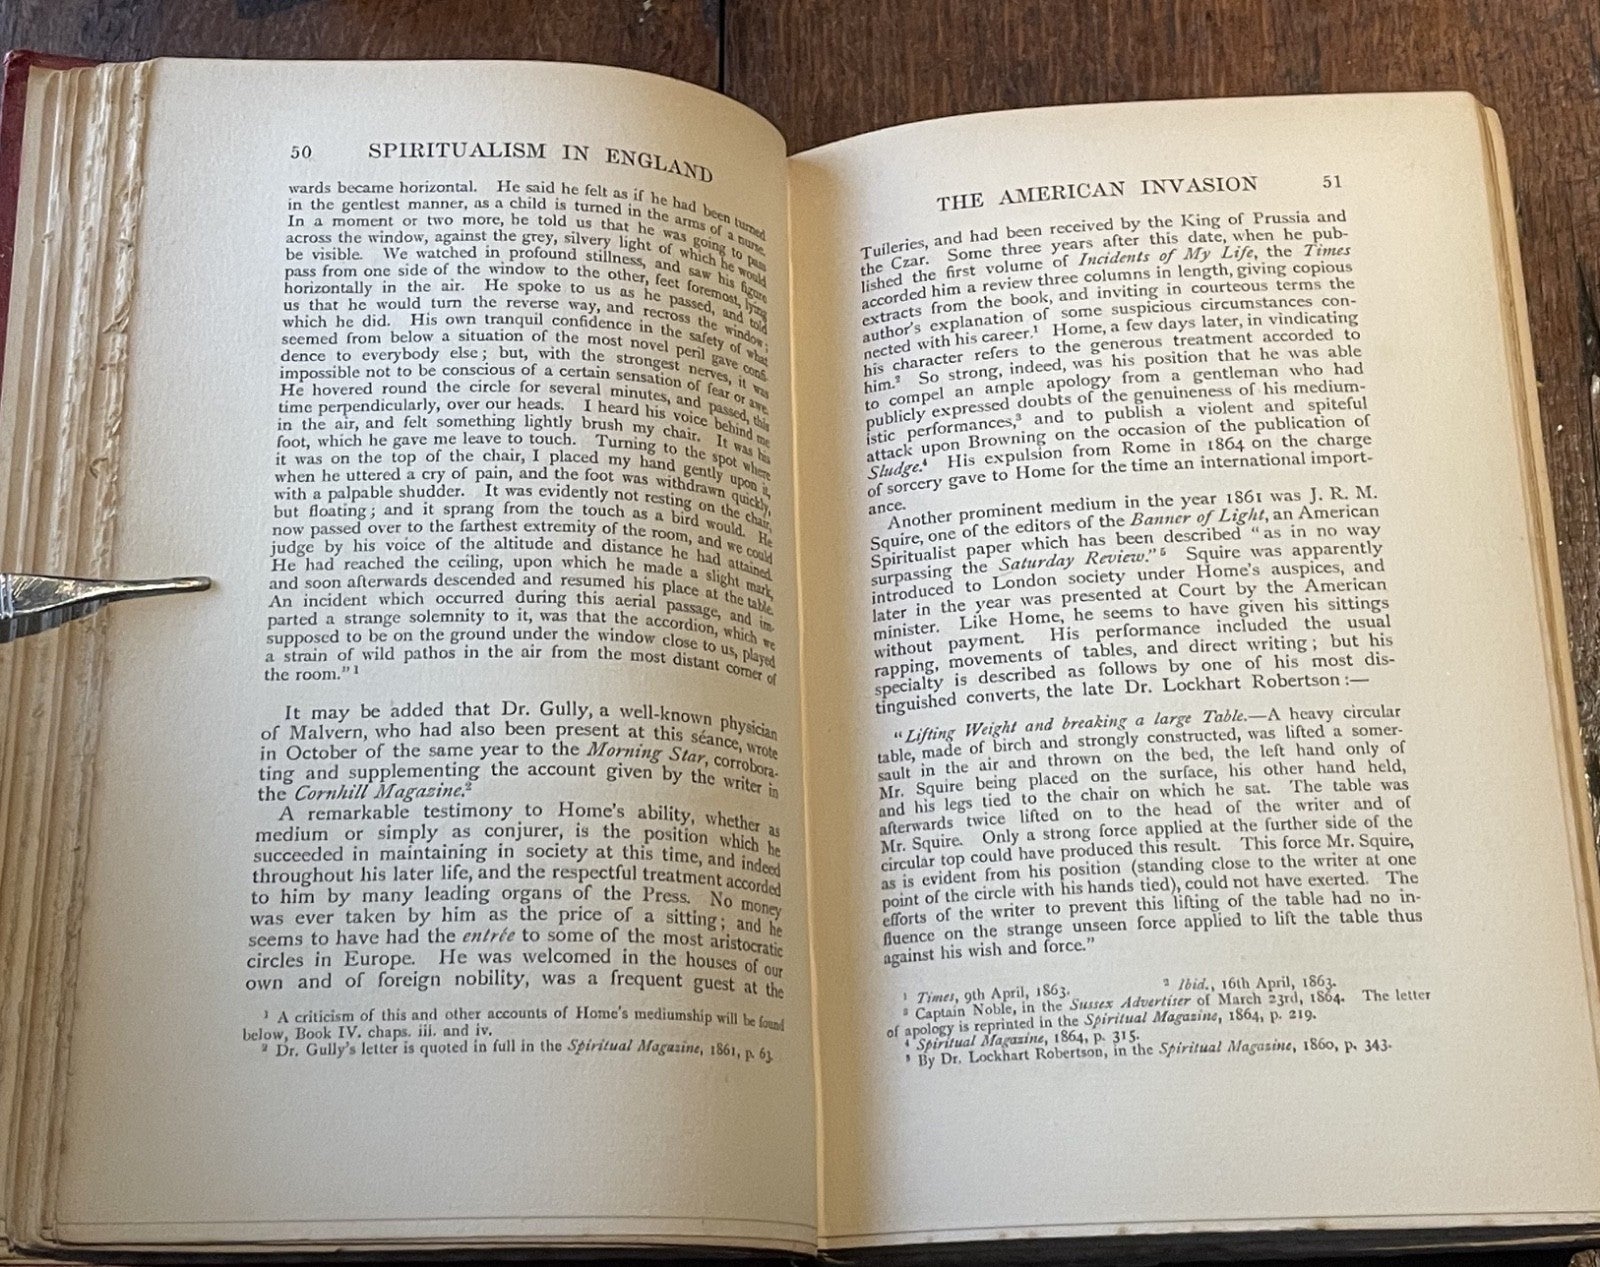 50 SPIRITUALISM IN ENGLAND
wards became horizontal. He said he felt as if he had been turned
in the gentlest manner, as a child is turned in the arms of a nurse.
In a moment or two more, he told us that he was going to pass
across the window, against the grey, silvery light of which he would
be visible. We watched in profound stillness, and saw his figure
pass from one side of the window to the other, feet foremost, lying
horizontally in the air. He spoke to us as he passed, and told
us that he would turn the reverse way, and recross the window;
which he did. His own tranquil confidence in the safety of what
seemed from below a situation of the most novel peril gave confi-
dence to everybody else; but, with the strongest nerves, it was
impossible not to be conscious of a certain sensation of fear or awe.
He hovered round the circle for several minutes, and passed, this
time perpendicularly, over our heads. I heard his voice behind me
in the air, and felt something lightly brush my chair. It was his
foot, which he gave me leave to touch. Turning to the spot where
it was on the top of the chair, I placed my hand gently upon it,
when he uttered a cry of pain, and the foot was withdrawn quickly,
with a palpable shudder. It was evidently not resting on the chair,
but floating; and it sprang from the touch as a bird would. He
now passed over to the farthest extremity of the room, and we could
judge by his voice of the altitude and distance he had attained.
He had reached the ceiling, upon which he made a slight mark,
and soon afterwards descended and resumed his place at the table.
An incident which occurred during this aerial passage, and im-
parted a strange solemnity to it, was that the accordion, which we
supposed to be on the ground under the window close to us, played
a strain of wild pathos in the air from the most distant corner of
the room."¹
It may be added that Dr. Gully, a well-known physician
of Malvern, who had also been present at this séance, wrote
in October of the same year to the Morning Star, corrobora-
ting and supplementing the account given by the writer in
the Cornhill Magazine.²
A remarkable testimony to Home's ability, whether as
medium or simply as conjurer, is the position which he
succeeded in maintaining in society at this time, and indeed
throughout his later life, and the respectful treatment accorded
to him by many leading organs of the Press. No money
was ever taken by him as the price of a sitting; and he
seems to have had the entrée to some of the most aristocratic
circles in Europe. He was welcomed in the houses of our
own and of foreign nobility, was a frequent guest at the
¹ A criticism of this and other accounts of Home's mediumship will be found
below, Book IV. chaps. iii. and iv.
² Dr. Gully's letter is quoted in full in the Spiritual Magazine, 1861, p. 63.
THE AMERICAN INVASION 51
Tuileries, and had been received by the King of Prussia and
the Czar. Some three years after this date, when he pub-
lished the first volume of Incidents of My Life, the Times
accorded him a review three columns in length, giving copious
extracts from the book, and inviting in courteous terms the
author's explanation of some suspicious circumstances con-
nected with his career.¹ Home, a few days later, in vindicating
his character refers to the generous treatment accorded to
him.² So strong, indeed, was his position that he was able
to compel an ample apology from a gentleman who had
publicly expressed doubts of the genuineness of his medium-
istic performances,³ and to publish a violent and spiteful
attack upon Browning on the occasion of the publication of
Sludge.⁴ His expulsion from Rome in 1864 on the charge
of sorcery gave to Home for the time an international import-
ance.
Another prominent medium in the year 1861 was J. R. M.
Squire, one of the editors of the Banner of Light, an American
Spiritualist paper which has been described "as in no way
surpassing the Saturday Review."⁵ Squire was apparently
introduced to London society under Home's auspices, and
later in the year was presented at Court by the American
minister. Like Home, he seems to have given his sittings
without payment. His performance included the usual
rapping, movements of tables, and direct writing; but his
specialty is described as follows by one of his most dis-
tinguished converts, the late Dr. Lockhart Robertson:—
"Lifting Weight and breaking a large Table.—A heavy circular
table, made of birch and strongly constructed, was lifted a somer-
sault in the air and thrown on the bed, the left hand only of
Mr. Squire being placed on the surface, his other hand held,
and his legs tied to the chair on which he sat. The table was
afterwards twice lifted on to the head of the writer and of
Mr. Squire. Only a strong force applied at the further side of the
circular top could have produced this result. This force Mr. Squire,
as is evident from his position (standing close to the writer at one
point of the circle with his hands tied), could not have exerted. The
efforts of the writer to prevent this lifting of the table had no in-
fluence on the strange unseen force applied to lift the table thus
against his wish and force."
¹ Times, 9th April, 1863. ² Ibid., 16th April, 1863.
³ Captain Noble, in the Sussex Advertiser of March 23rd, 1864. The letter
of apology is reprinted in the Spiritual Magazine, 1864, p. 219.
⁴ Spiritual Magazine, 1864, p. 315.
⁵ By Dr. Lockhart Robertson, in the Spiritual Magazine, 1860, p. 343.